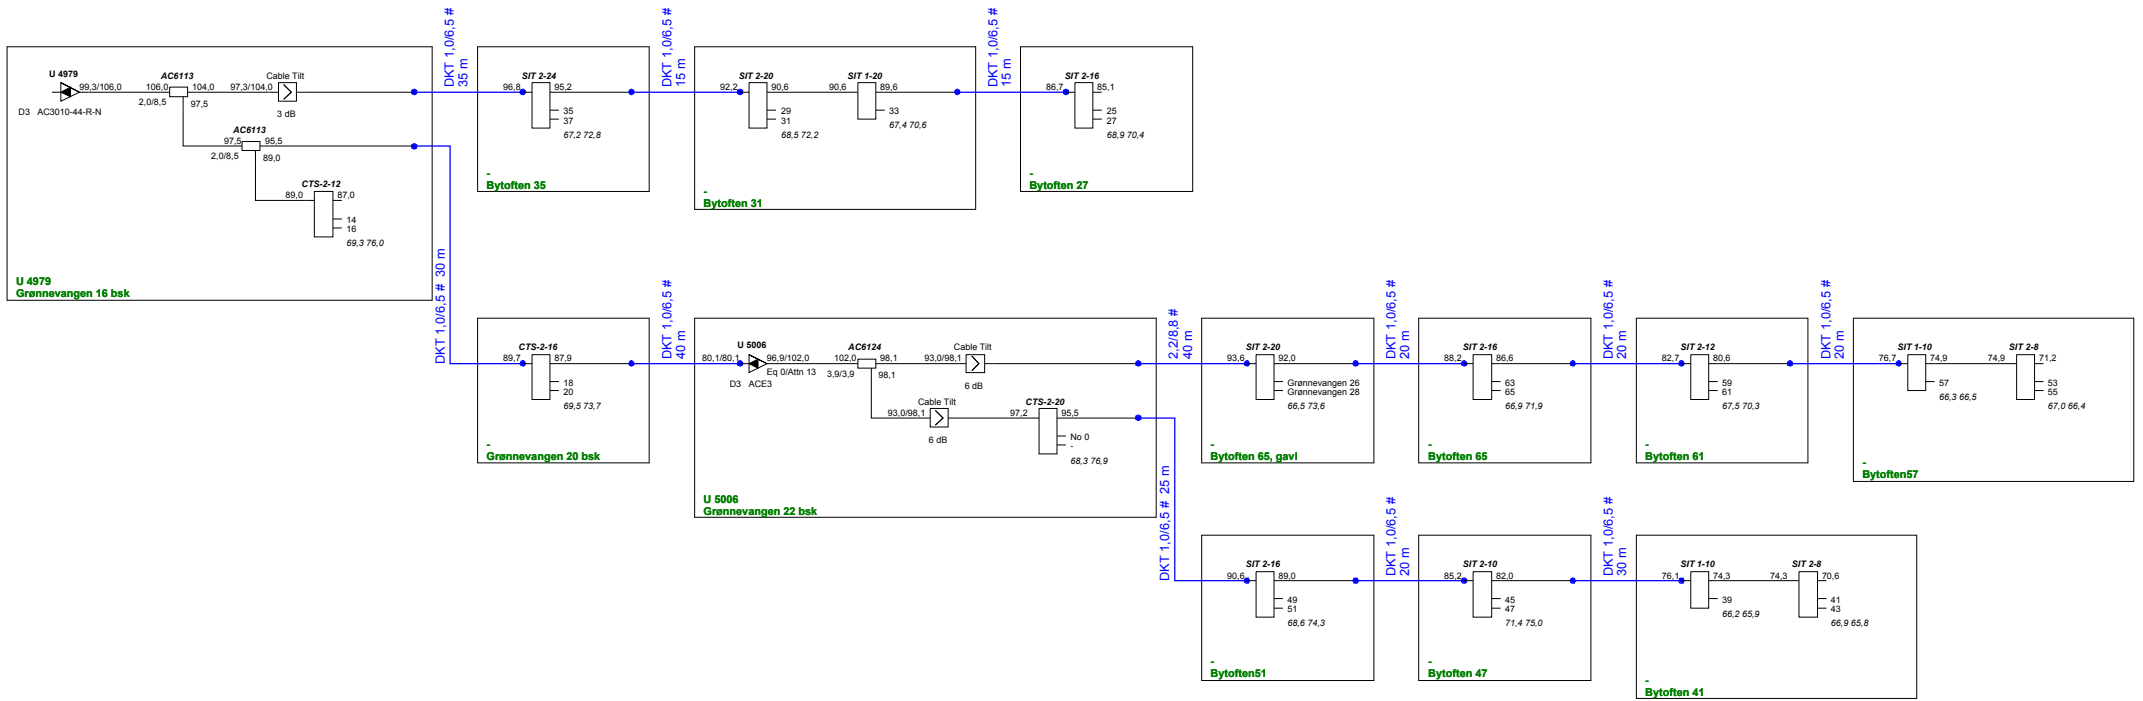 U 4979
99,3/106,0
D3 AC3010-44-R-N
AC6113
106,0 104,0
2,0/8,5 97,5
Cable Tilt
97,3/104,0
3 dB
AC6113
97,5 95,5
2,0/8,5 89,0
CTS-2-12
89,0 87,0
14
16
69,3 76,0
U 4979
Grønnevangen 16 bsk
DKT 1,0/6,5 #
35 m
SIT 2-24
96,8 95,2
35
37
67,2 72,8
-
Bytoften 35
DKT 1,0/6,5 #
15 m
SIT 2-20
92,2 90,6
29
31
68,5 72,2
SIT 1-20
90,6 89,6
33
67,4 70,6
-
Bytoften 31
DKT 1,0/6,5 #
15 m
SIT 2-16
86,7 85,1
25
27
68,9 70,4
-
Bytoften 27
DKT 1,0/6,5 # 30 m
CTS-2-16
89,7 87,9
18
20
69,5 73,7
-
Grønnevangen 20 bsk
DKT 1,0/6,5 #
40 m
U 5006
80,1/80,1 96,9/102,0
Eq 0/Attn 13
D3 ACE3
AC6124
102,0 98,1
3,9/3,9 98,1
Cable Tilt
93,0/98,1
6 dB
Cable Tilt
93,0/98,1
6 dB
CTS-2-20
97,2 95,5
No 0
-
68,3 76,9
U 5006
Grønnevangen 22 bsk
2,2/8,8 #
40 m
SIT 2-20
93,6 92,0
Grønnevangen 26
Grønnevangen 28
66,5 73,6
-
Bytoften 65, gavl
DKT 1,0/6,5 #
20 m
SIT 2-16
88,2 86,6
63
65
66,9 71,9
-
Bytoften 65
DKT 1,0/6,5 #
20 m
SIT 2-12
82,7 80,6
59
61
67,5 70,3
-
Bytoften 61
DKT 1,0/6,5 #
20 m
SIT 1-10
76,7 74,9
57
66,3 66,5
SIT 2-8
74,9 71,2
53
55
67,0 66,4
-
Bytoften57
DKT 1,0/6,5 # 25 m
SIT 2-16
90,6 89,0
49
51
68,6 74,3
-
Bytoften51
DKT 1,0/6,5 #
20 m
SIT 2-10
85,2 82,0
45
47
71,4 75,0
-
Bytoften 47
DKT 1,0/6,5 #
30 m
SIT 1-10
76,1 74,3
39
66,2 65,9
SIT 2-8
74,3 70,6
41
43
66,9 65,8
-
Bytoften 41